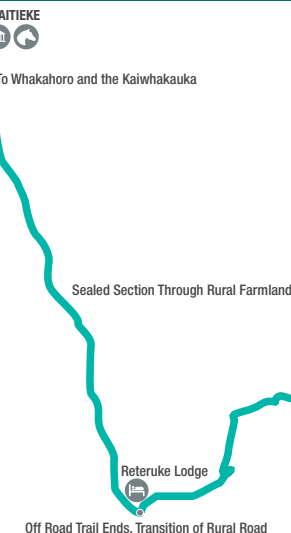 AITIEKE
To Whakahoro and the Kaiwhakauka
Sealed Section Through Rural Farmland
Reteruke Lodge
Off Road Trail Ends. Transition of Rural Road